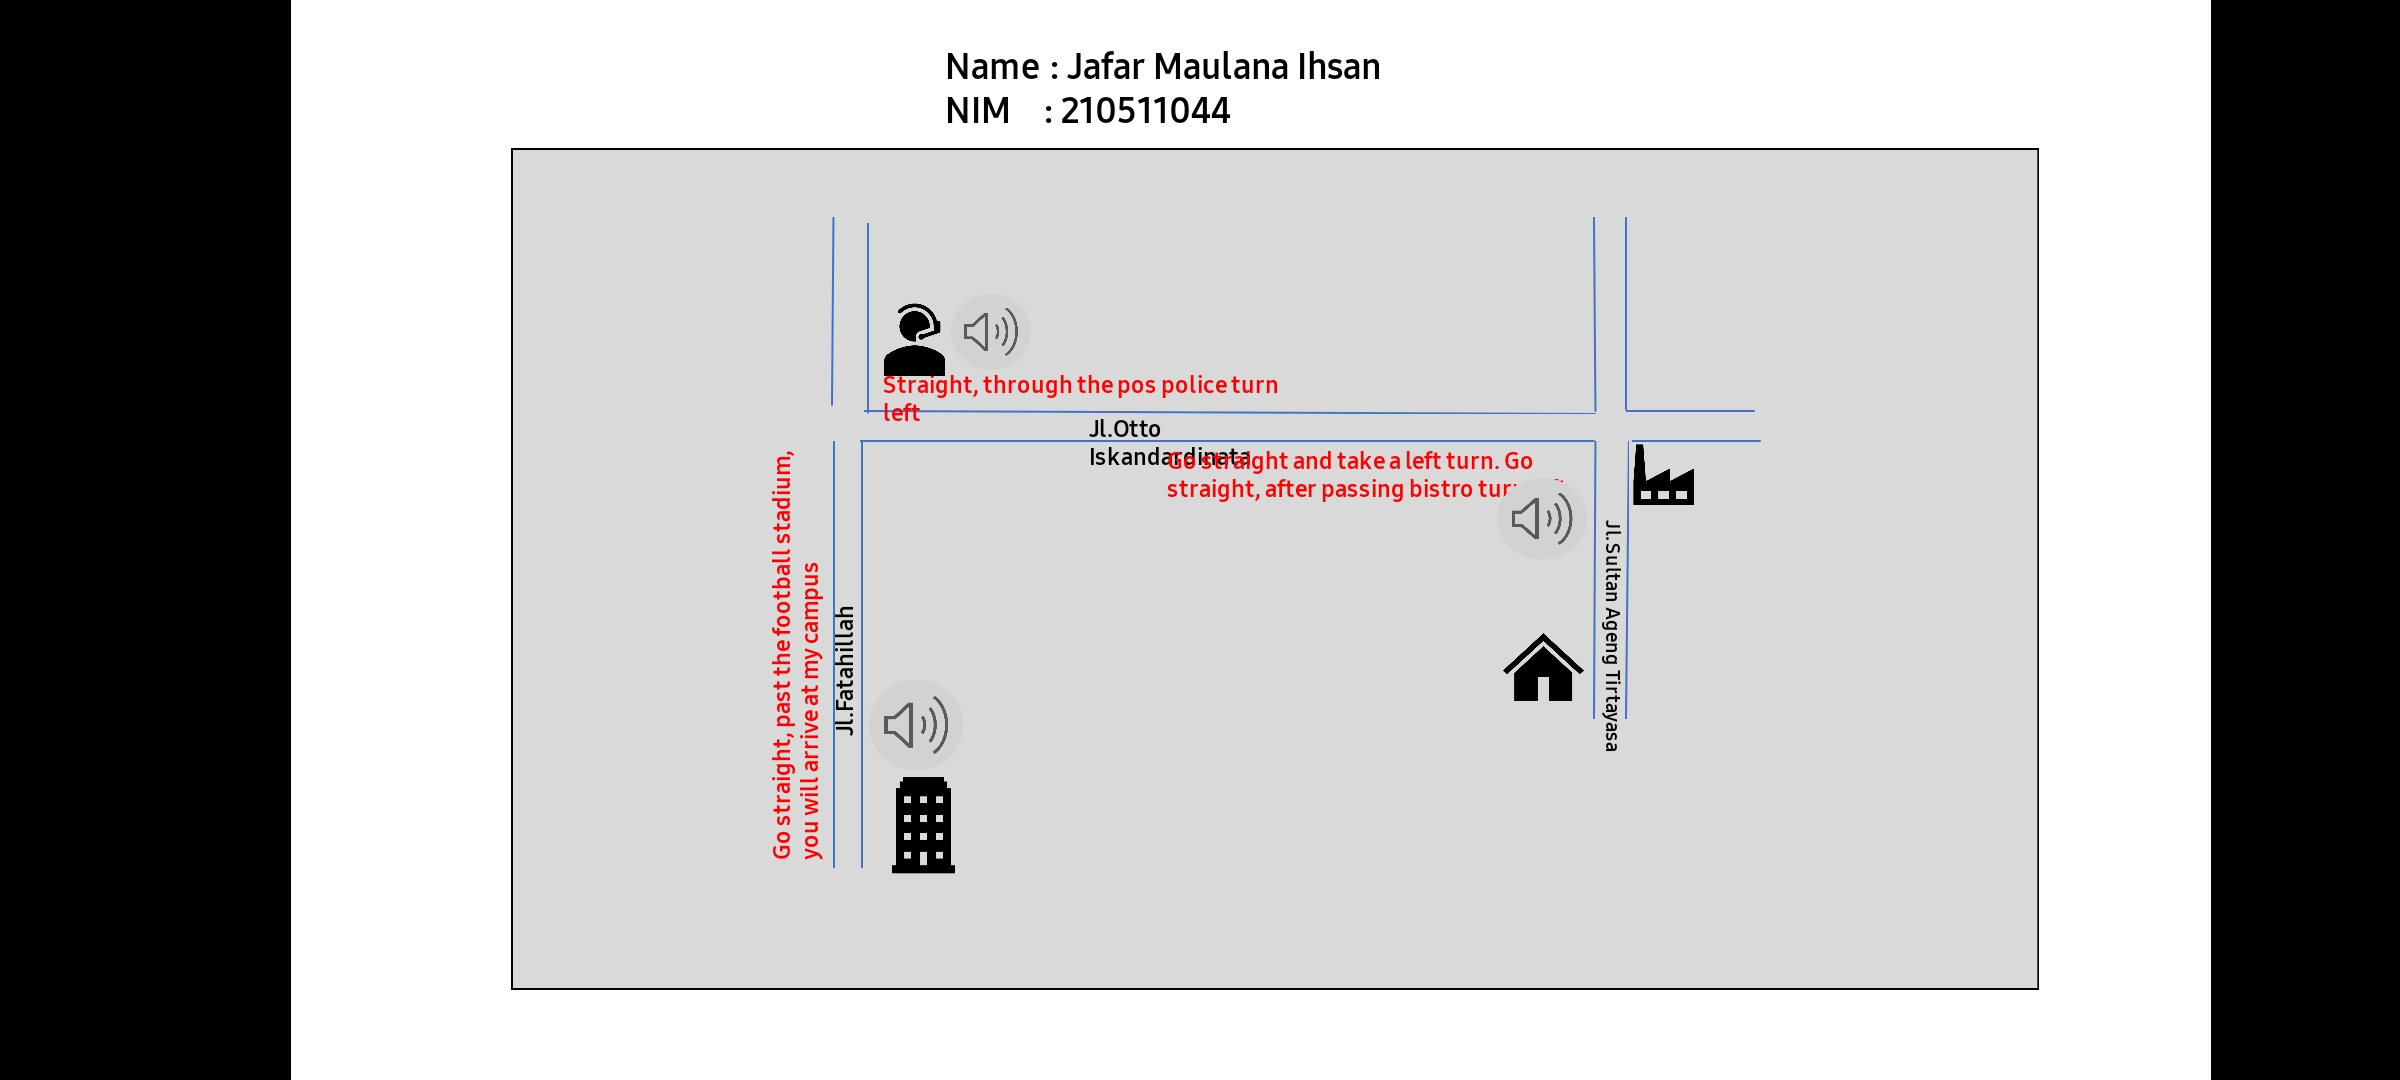 Name : Jafar Maulana Ihsan
NIM : 210511044
Straight, through the pos police turn
left
Jl.Otto
Iskandardinata
Go straight and take a left turn. Go
straight, after passing bistro
Go straight, past the football stadium,
you will arrive at my campus
Jl.Fatahillah
Jl.Sultan Ageng Tirtayasa